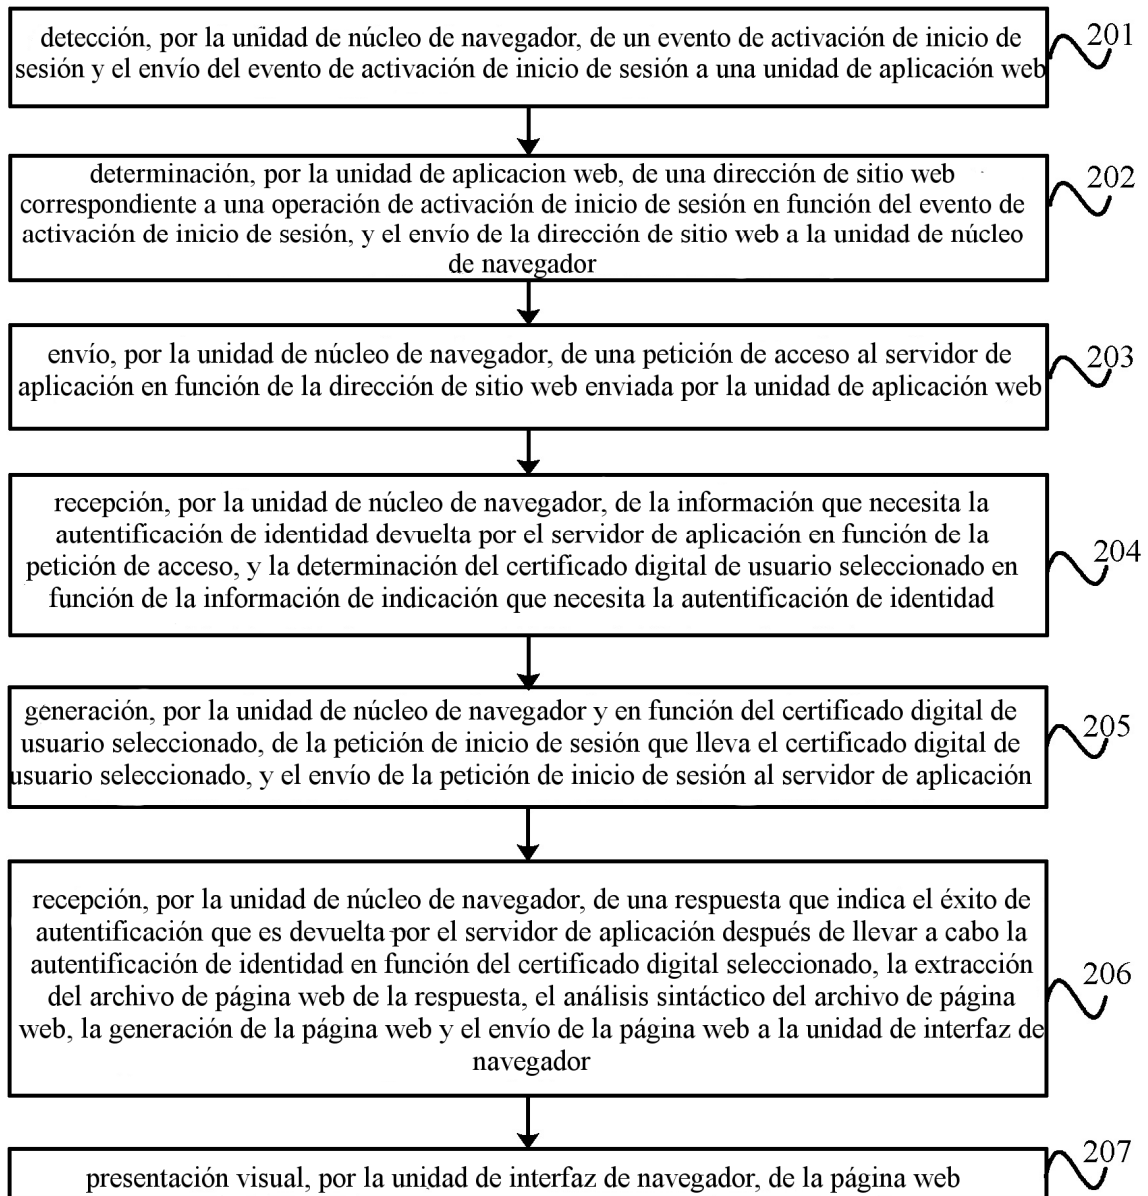 detección, por la unidad de núcleo de navegador, de un evento de activación de inicio de
sesión y el envío del evento de activación de inicio de sesión a una unidad de aplicación web
201
determinación, por la unidad de aplicacion web, de una dirección de sitio web
correspondiente a una operación de activación de inicio de sesión en función del evento de
activación de inicio de sesión, y el envío de la dirección de sitio web a la unidad de núcleo
de navegador
202
envío, por la unidad de núcleo de navegador, de una petición de acceso al servidor de
aplicación en función de la dirección de sitio web enviada por la unidad de aplicación web
203
recepción, por la unidad de núcleo de navegador, de la información que necesita la
autentificación de identidad devuelta por el servidor de aplicación en función de la
petición de acceso, y la determinación del certificado digital de usuario seleccionado en
función de la información de indicación que necesita la autentificación de identidad
204
generación, por la unidad de núcleo de navegador y en función del certificado digital de
usuario seleccionado, de la petición de inicio de sesión que lleva el certificado digital de
usuario seleccionado, y el envío de la petición de inicio de sesión al servidor de aplicación
205
recepción, por la unidad de núcleo de navegador, de una respuesta que indica el éxito de
autentificación que es devuelta por el servidor de aplicación después de llevar a cabo la
autentificación de identidad en función del certificado digital seleccionado, la extracción
del archivo de página web de la respuesta, el análisis sintáctico del archivo de página
web, la generación de la página web y el envío de la página web a la unidad de interfaz de
navegador
206
presentación visual, por la unidad de interfaz de navegador, de la página web
207